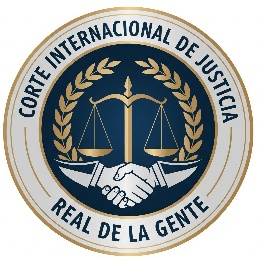 CORTE INTERNACIONAL DE JUSTICIA
REAL DE LA GENTE